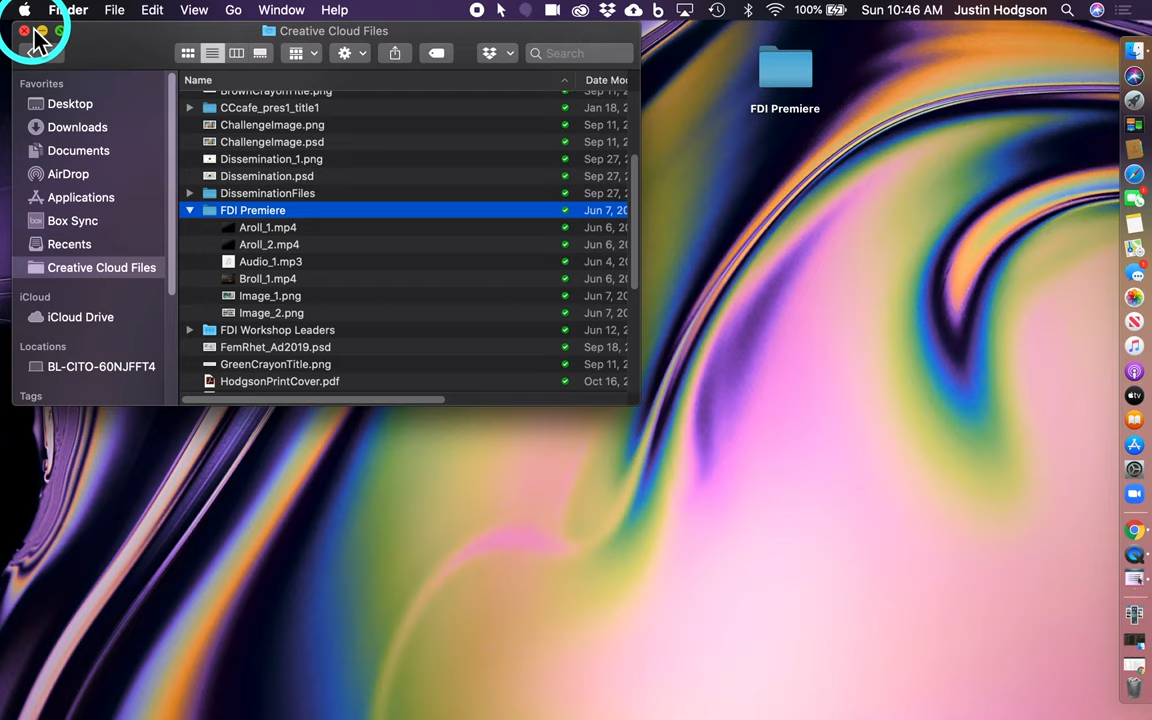 Finder File Edit View Go Window Help 100% Sun 10:46 AM Justin Hodgson
Creative Cloud Files
Search
Favorites
Desktop
Downloads
Documents
AirDrop
Applications
Box Sync
Recents
Creative Cloud Files
iCloud
iCloud Drive
Locations
BL-CITO-60NJFFT4
Tags
Name Date Mod
BrownCrayonTitle.png Sep 11, 2
CCcafe_pres1_title1 Jan 18, 2
ChallengeImage.png Sep 11, 2
ChallengeImage.psd Sep 11, 2
Dissemination_1.png Sep 27, 2
Dissemination.psd Sep 27, 2
DisseminationFiles Sep 27, 2
FDI Premiere Jun 7, 20
Aroll_1.mp4 Jun 6, 20
Aroll_2.mp4 Jun 6, 20
Audio_1.mp3 Jun 4, 20
Broll_1.mp4 Jun 6, 20
Image_1.png Jun 7, 20
Image_2.png Jun 7, 20
FDI Workshop Leaders Jun 12, 2
FemRhet_Ad2019.psd Sep 18, 2
GreenCrayonTitle.png Sep 11, 2
HodgsonPrintCover.pdf Oct 16, 2
FDI Premiere